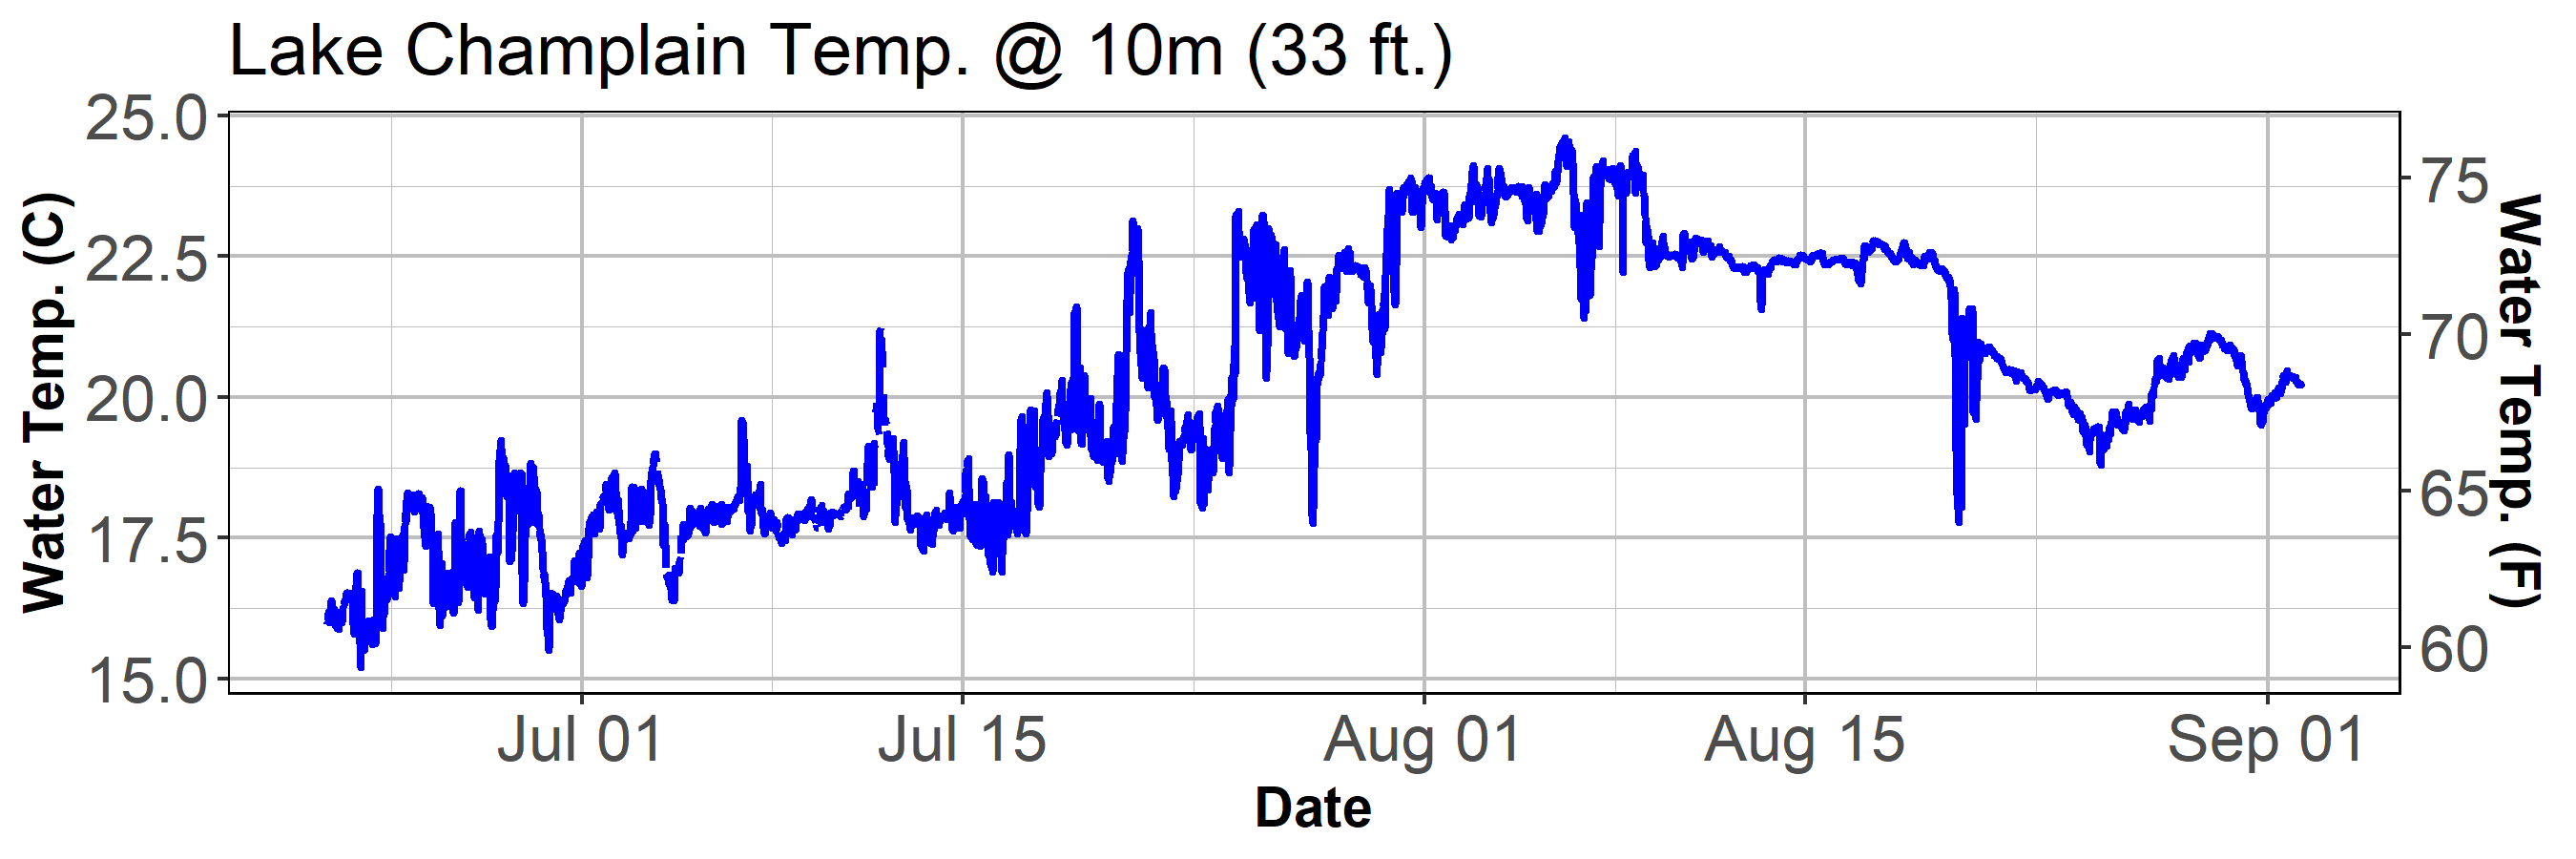 Lake Champlain Temp. @ 10m (33 ft.)
Water Temp. (C)
25.0
22.5
20.0
17.5
15.0
75
70
65
60
Water Temp. (F)
Jul 01
Jul 15
Aug 01
Aug 15
Sep 01
Date